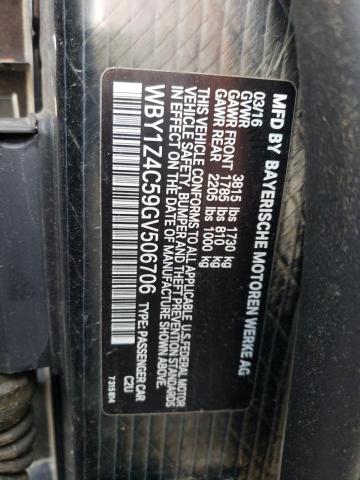 MFD BY BAYERISCHE MOTOREN WERKE AG
03/16
GVWR 3815 lbs 1730 kg
GAWR FRONT 1785 lbs 810 kg
GAWR REAR 2205 lbs 1000 kg
THIS VEHICLE CONFORMS TO ALL APPLICABLE U.S.FEDERAL MOTOR
VEHICLE SAFETY, BUMPER AND THEFT PREVENTION STANDARDS
IN EFFECT ON THE DATE OF MANUFACTURE SHOWN ABOVE.
WBY1Z4C59GV506706 TYPE: PASSENGER CAR
C2U
7315614